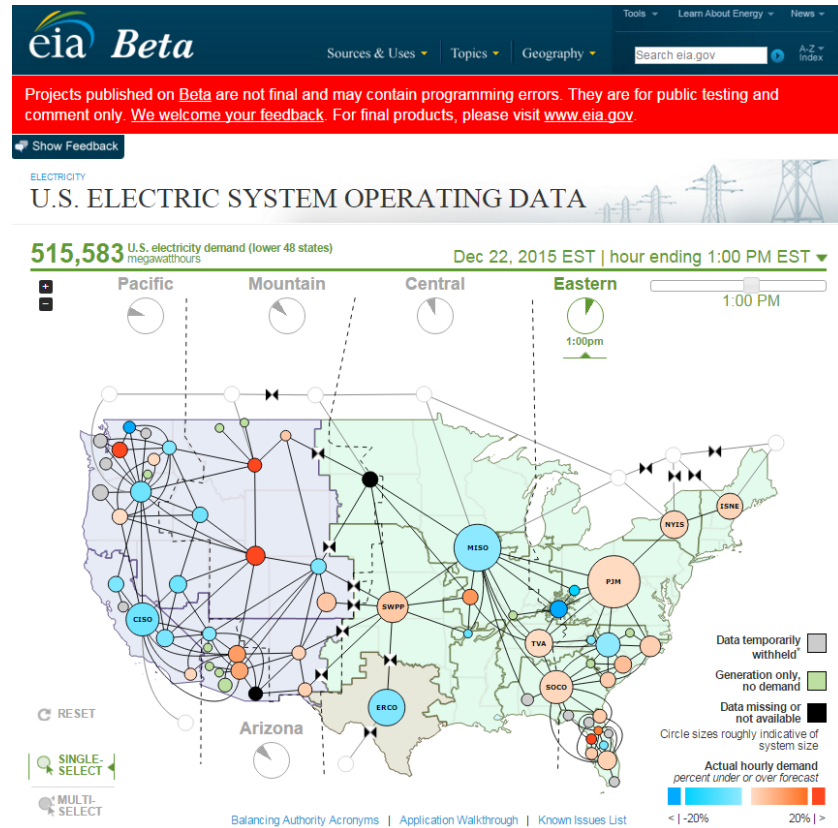 Tools Learn About Energy News
eia Beta
Sources & Uses Topics Geography
Search eia.gov
A-Z
Index
Projects published on Beta are not final and may contain programming errors. They are for public testing and
comment only. We welcome your feedback. For final products, please visit www.eia.gov.
Show Feedback
ELECTRICITY
U.S. ELECTRIC SYSTEM OPERATING DATA
515,583 U.S. electricity demand (lower 48 states)
megawatthours
Dec 22, 2015 EST | hour ending 1:00 PM EST
+
Pacific Mountain Central Eastern
−
1:00 PM
1:00pm
ISNE
NYIS
MISO
PJM
SWPP
CISO
TVA
SOCO
ERCO
Arizona
Data temporarily
withheld*
Generation only,
no demand
Data missing or
not available
Circle sizes roughly indicative of
system size
Actual hourly demand
percent under or over forecast
< | -20% 20% | >
RESET
SINGLE-
SELECT
MULTI-
SELECT
Balancing Authority Acronyms | Application Walkthrough | Known Issues List